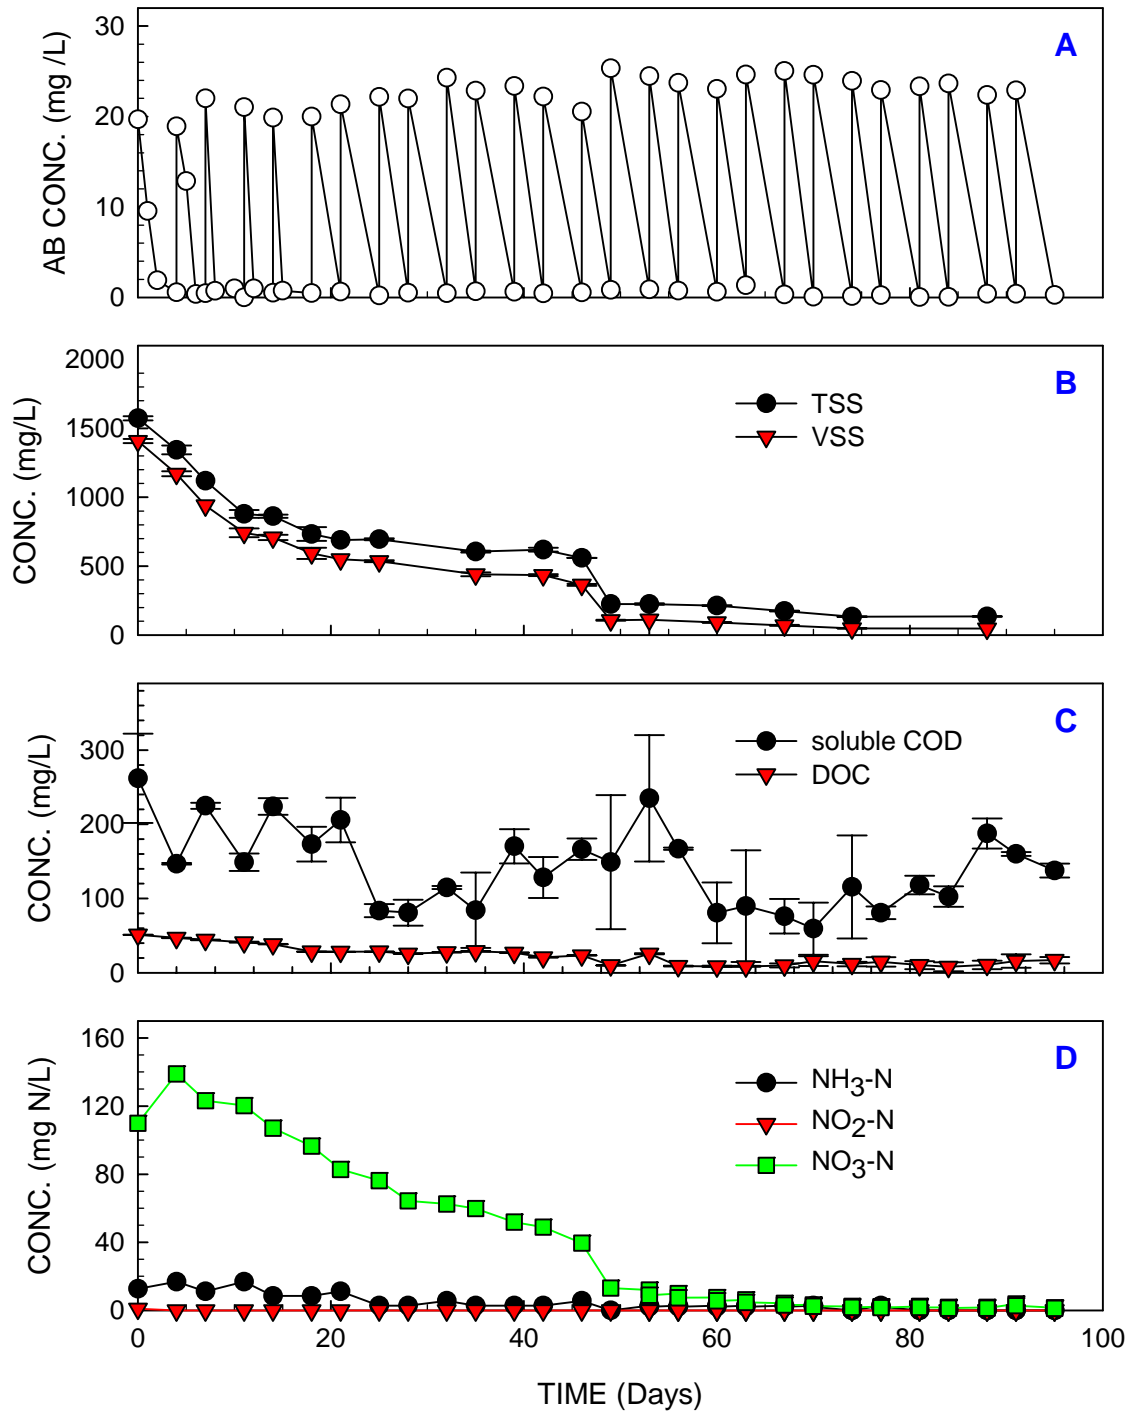 A
AB CONC. (mg /L)
30
20
10
0
B
CONC. (mg/L)
2000
1500
1000
500
0
TSS
VSS
C
CONC. (mg/L)
300
200
100
0
soluble COD
DOC
D
CONC. (mg N/L)
160
120
80
40
0
NH3-N
NO2-N
NO3-N
0 20 40 60 80 100
TIME (Days)